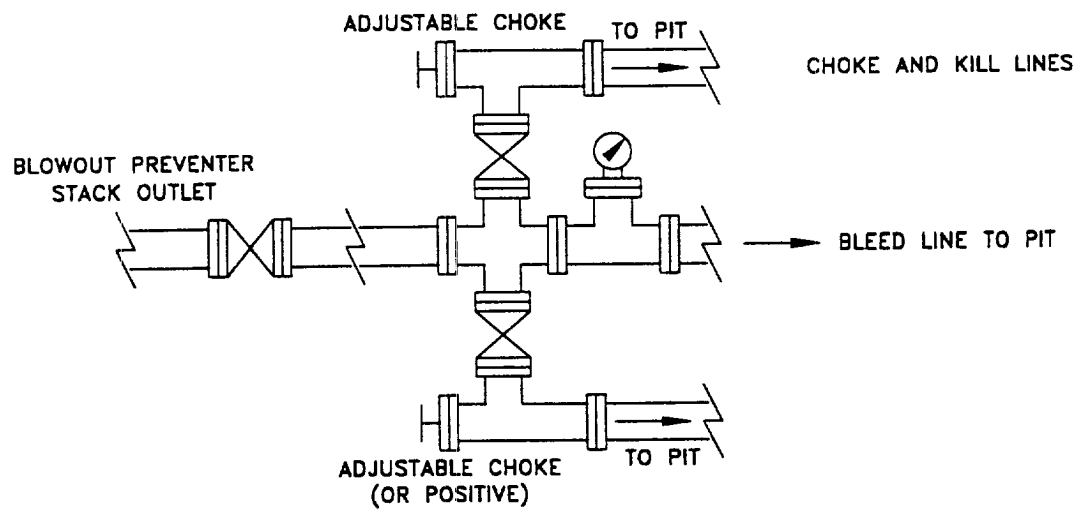 ADJUSTABLE CHOKE
TO PIT
CHOKE AND KILL LINES
BLOWOUT PREVENTER
STACK OUTLET
BLEED LINE TO PIT
ADJUSTABLE CHOKE
(OR POSITIVE)
TO PIT